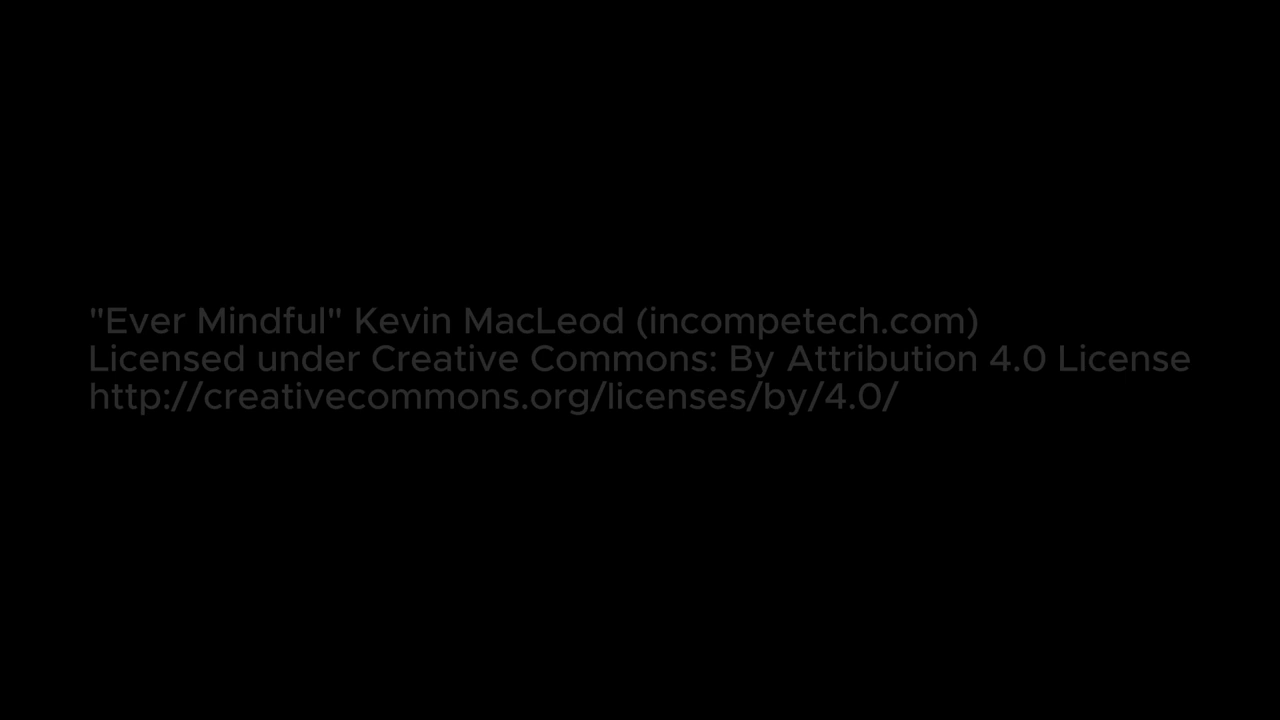 "Ever Mindful" Kevin MacLeod (incompetech.com)
Licensed under Creative Commons: By Attribution 4.0 License
http://creativecommons.org/licenses/by/4.0/